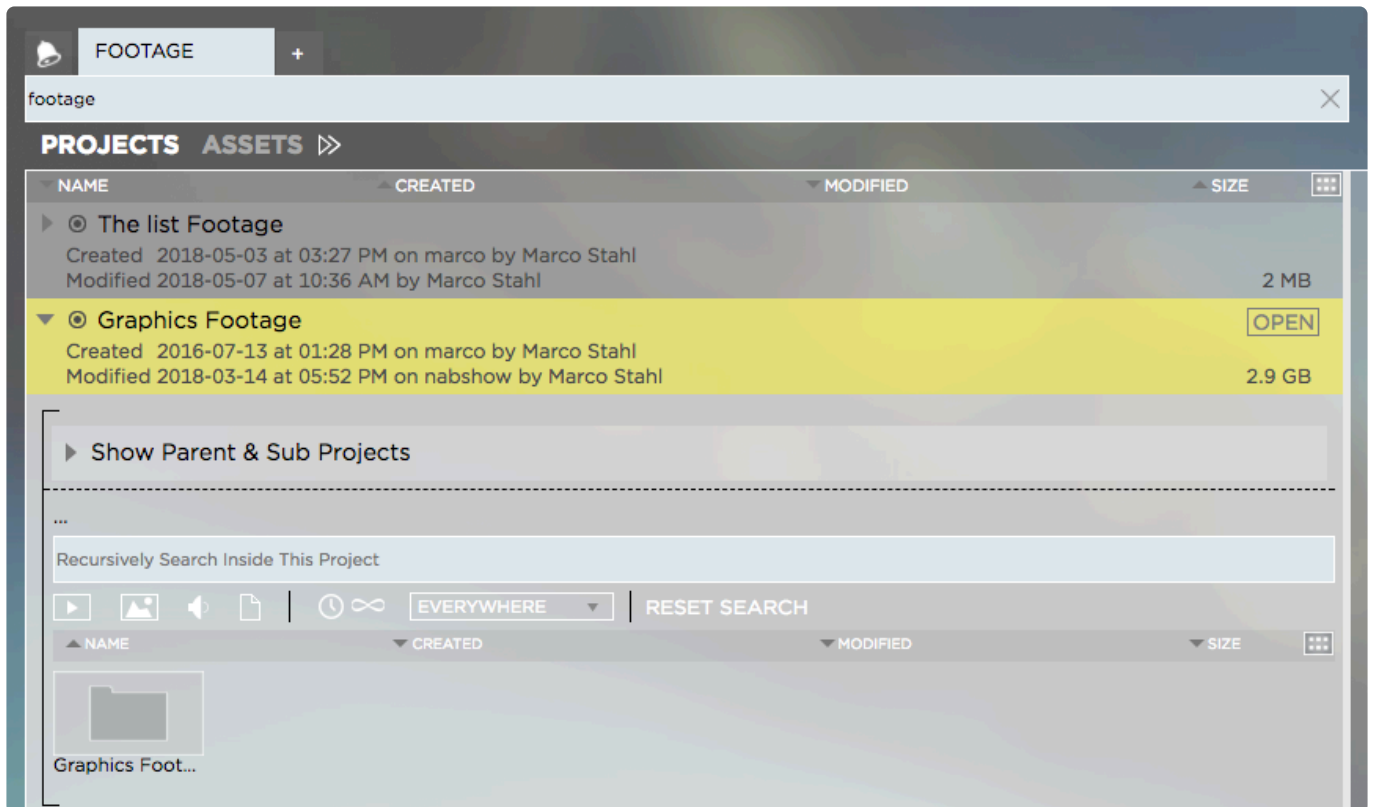 FOOTAGE +
footage
PROJECTS ASSETS
NAME CREATED MODIFIED SIZE
The list Footage
Created 2018-05-03 at 03:27 PM on marco by Marco Stahl
Modified 2018-05-07 at 10:36 AM by Marco Stahl 2 MB
Graphics Footage OPEN
Created 2016-07-13 at 01:28 PM on marco by Marco Stahl
Modified 2018-03-14 at 05:52 PM on nabshow by Marco Stahl 2.9 GB
Show Parent & Sub Projects
...
Recursively Search Inside This Project
EVERYWHERE RESET SEARCH
NAME CREATED MODIFIED SIZE
Graphics Foot...